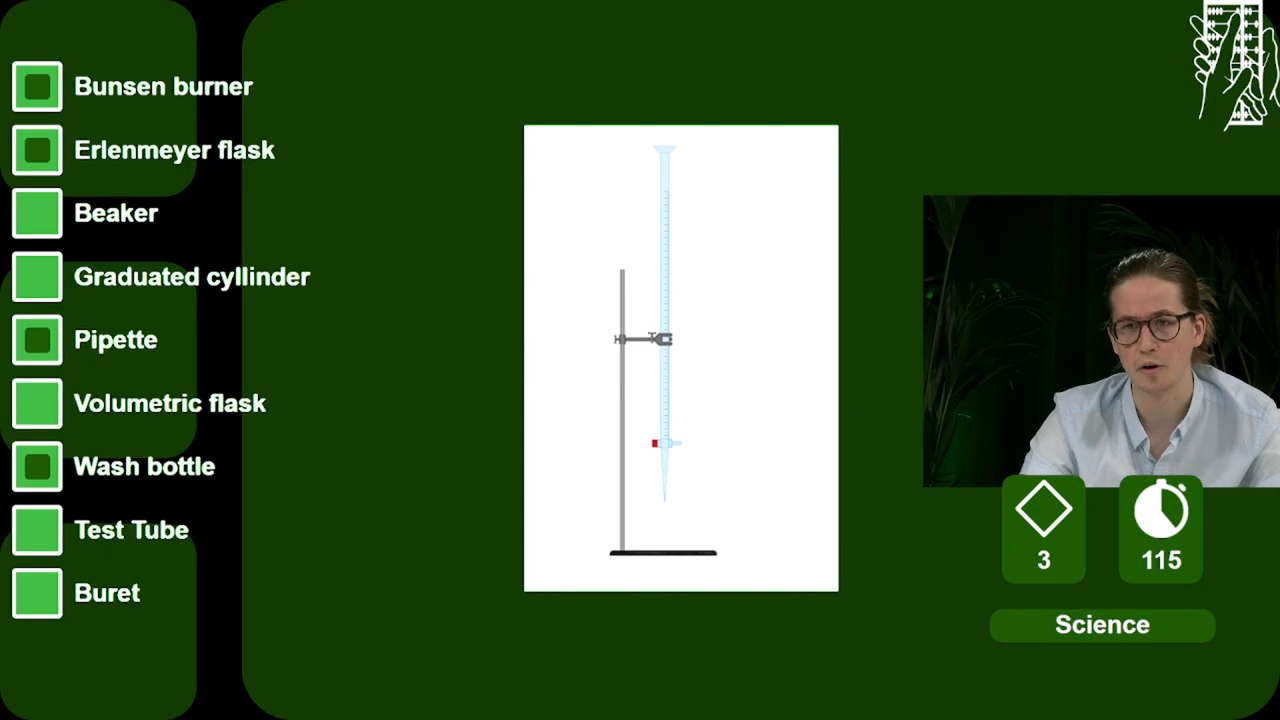 Bunsen burner
Erlenmeyer flask
Beaker
Graduated cyllinder
Pipette
Volumetric flask
Wash bottle
Test Tube
Buret
3
115
Science